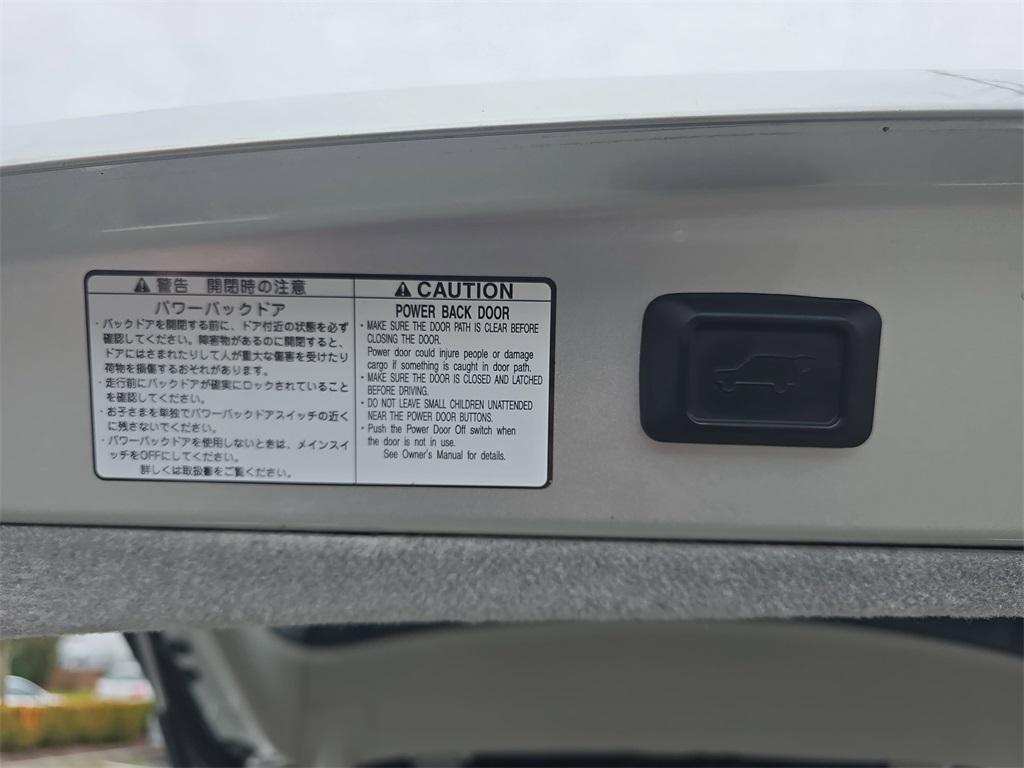 ⚠警告 開閉時の注意
パワーバックドア
・バックドアを開閉する前に、ドア付近の状態を必ず
確認してください。障害物があるのに開閉すると、
ドアにはさまれたりして人が重大な傷害を受けたり
荷物を損傷するおそれがあります。
・走行前にバックドアが確実にロックされていること
を確認してください。
・お子さまを単独でパワーバックドアスイッチの近く
に残さないでください。
・パワーバックドアを使用しないときは、メインスイ
ッチをOFFにしてください。
詳しくは取扱書をご覧ください。
⚠CAUTION
POWER BACK DOOR
• MAKE SURE THE DOOR PATH IS CLEAR BEFORE
CLOSING THE DOOR.
Power door could injure people or damage
cargo if something is caught in door path.
• MAKE SURE THE DOOR IS CLOSED AND LATCHED
BEFORE DRIVING.
• DO NOT LEAVE SMALL CHILDREN UNATTENDED
NEAR THE POWER DOOR BUTTONS.
• Push the Power Door Off switch when
the door is not in use.
See Owner's Manual for details.